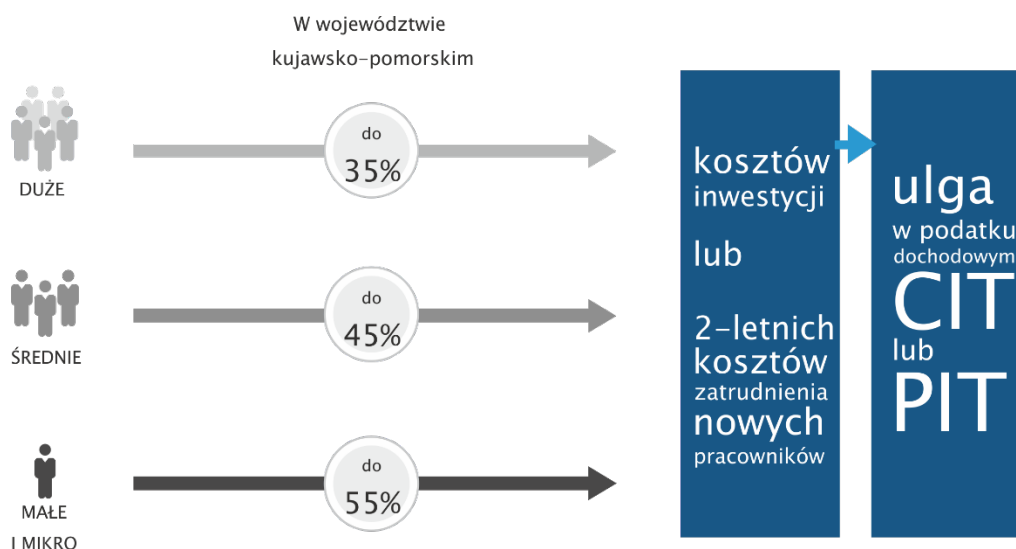 W województwie
kujawsko-pomorskim
DUŻE
do
35%
ŚREDNIE
do
45%
MAŁE
I MIKRO
do
55%
kosztów
inwestycji
lub
2-letnich
kosztów
zatrudnienia
nowych
pracowników
ulga
w podatku
dochodowym
CIT
lub
PIT